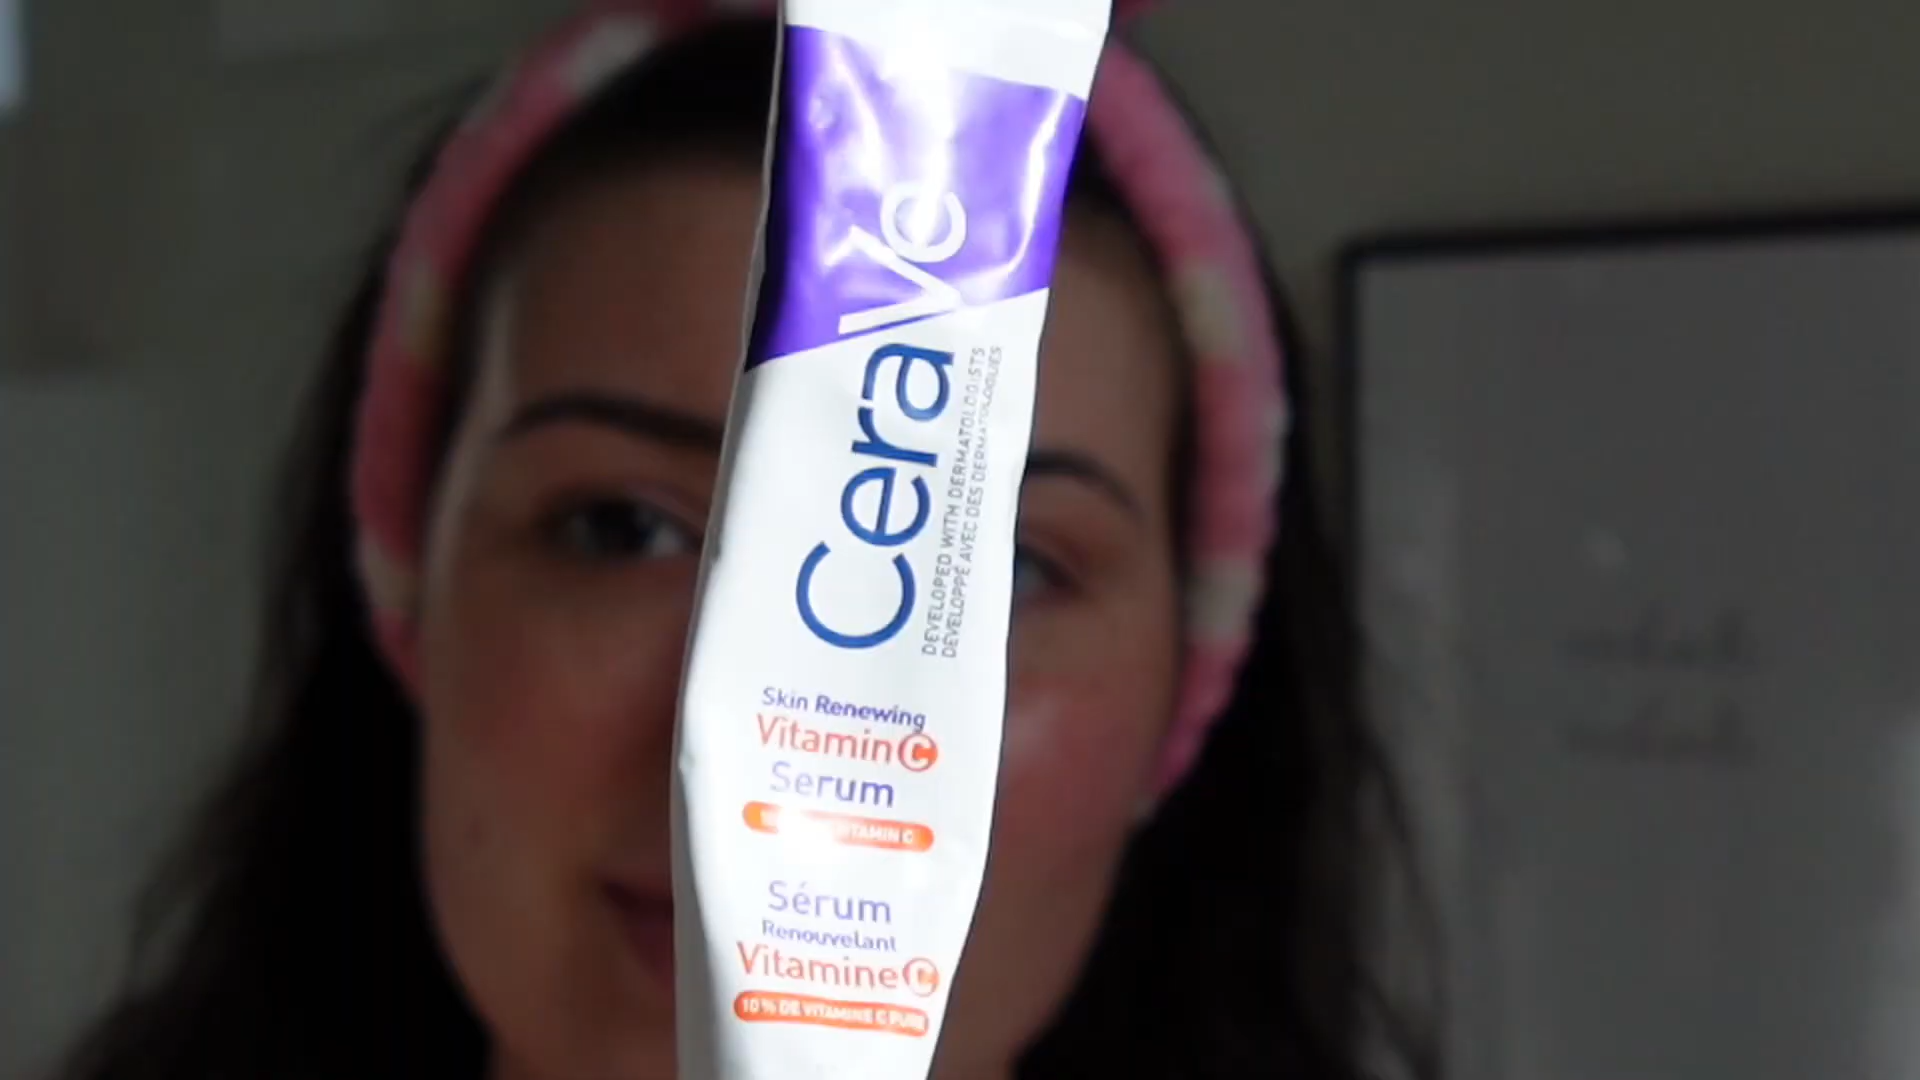 CeraVe
DEVELOPED WITH DERMATOLOGISTS
DÉVELOPPÉ AVEC DES DERMATOLOGUES
Skin Renewing
Vitamin C
Serum
VITAMIN C
Sérum
Renouvelant
Vitamine C
10% DE VITAMINE C PURE